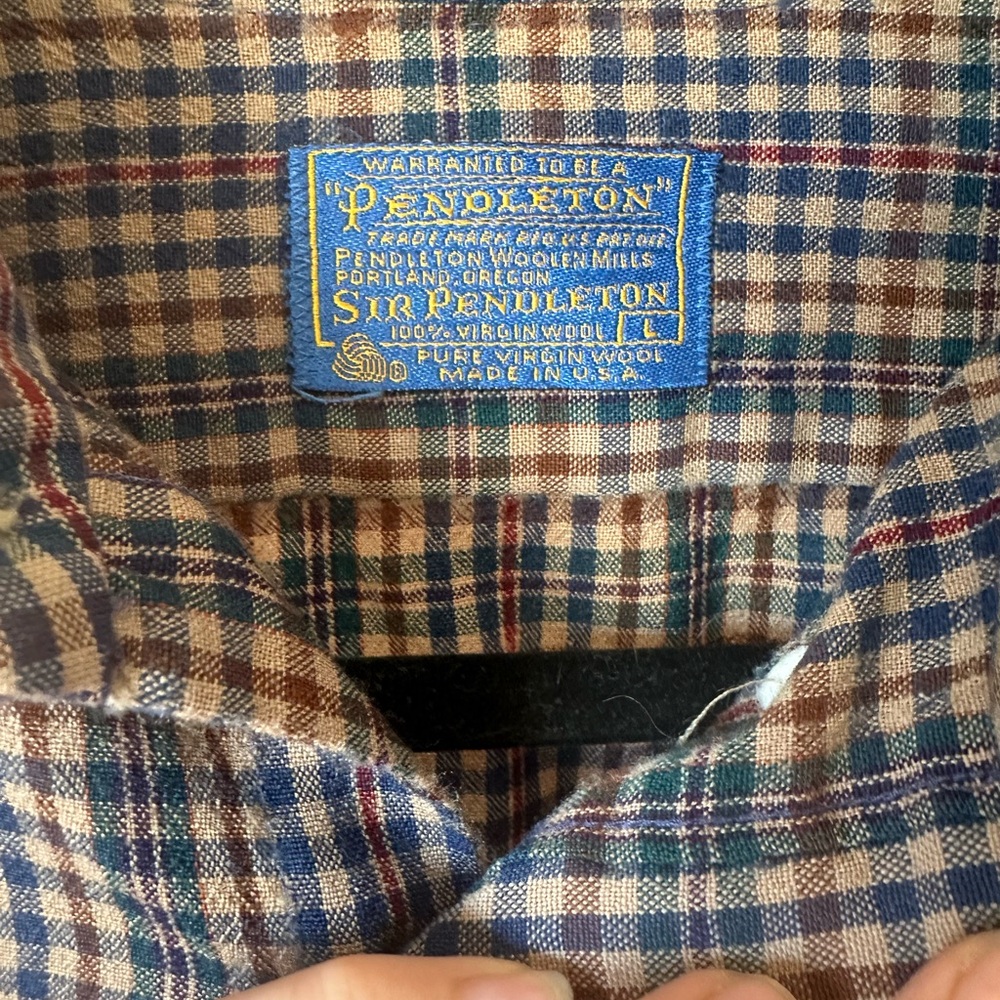 WARRANTED TO BE A
"PENDLETON"
TRADE MARK REG. U.S. PAT. OFF.
PENDLETON WOOLEN MILLS
PORTLAND, OREGON
SIR PENDLETON
100% VIRGIN WOOL L
PURE VIRGIN WOOL
MADE IN U.S.A.